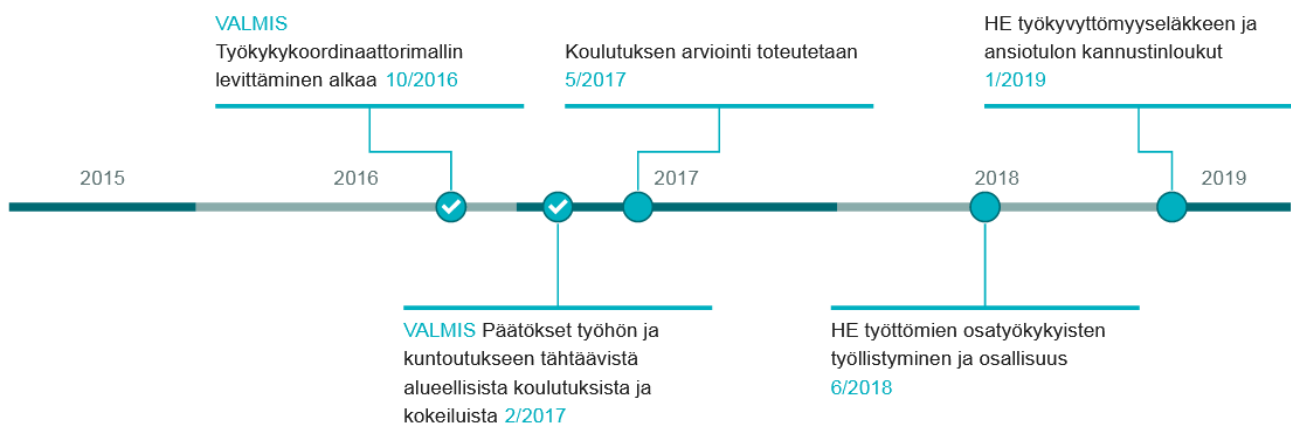 VALMIS
Työkykykoordinaattorimallin
levittäminen alkaa 10/2016
Koulutuksen arviointi toteutetaan
5/2017
HE työkyvyttömyyseläkkeen ja
ansiotulon kannustinloukut
1/2019
2015
2016
2017
2018
2019
VALMIS Päätökset työhön ja
kuntoutukseen tähtäävistä
alueellisista koulutuksista ja
kokeiluista 2/2017
HE työttömien osatyökykyisten
työllistyminen ja osallisuus
6/2018